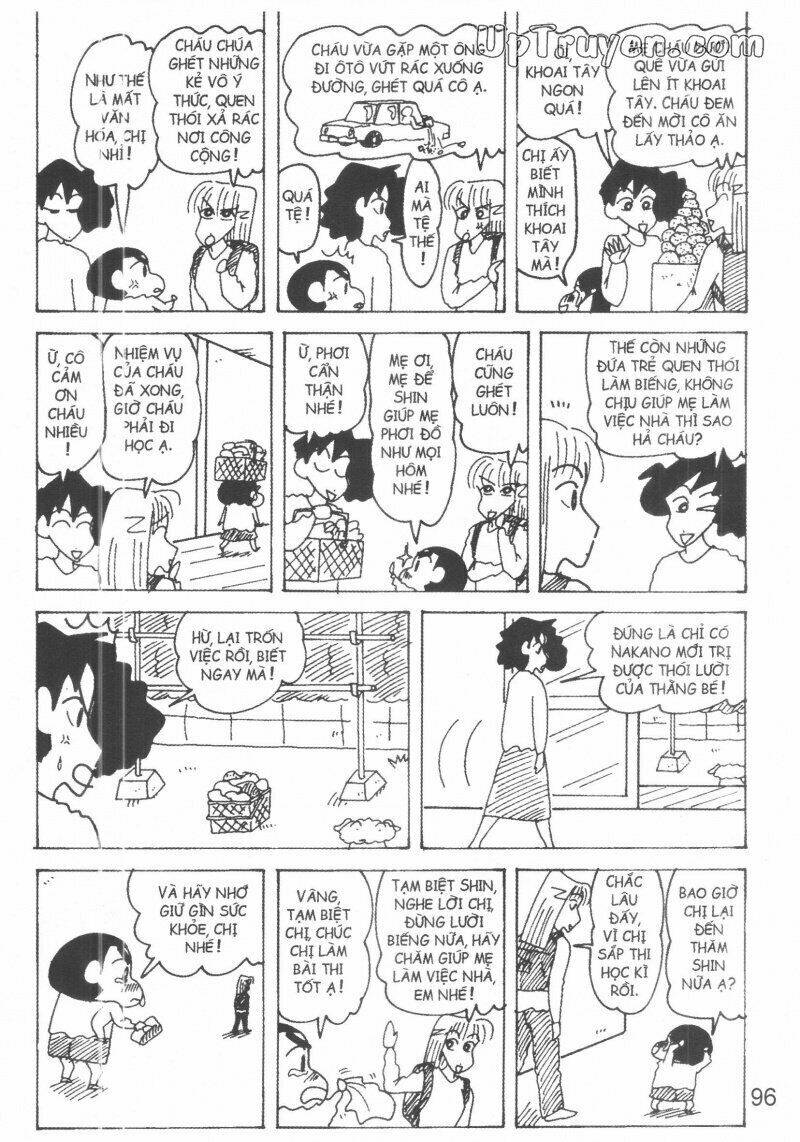 UpTruyen.com
MẸ CHÁU DƯỚI
QUÊ VỪA GỬI
LÊN ÍT KHOAI
TÂY. CHÁU ĐEM
ĐẾN MỜI CÔ ĂN
LẤY THẢO Ạ.
ÔI,
KHOAI TÂY
NGON
QUÁ!
CHỊ ẤY
BIẾT
MÌNH
THÍCH
KHOAI
TÂY
MÀ!
CHÁU VỪA GẶP MỘT ÔNG
ĐI ÔTÔ VỨT RÁC XUỐNG
ĐƯỜNG, GHÉT QUÁ CÔ Ạ.
AI
MÀ
TỆ
THẾ!
QUÁ
TỆ!
CHÁU CHÚA
GHÉT NHỮNG
KẺ VÔ Ý
THỨC, QUEN
THÓI XẢ RÁC
NƠI CÔNG
CỘNG!
NHƯ THẾ
LÀ MẤT
VĂN
HÓA, CHỊ
NHỈ!
THẾ CÒN NHỮNG
ĐỨA TRẺ QUEN THÓI
LÀM BIẾNG, KHÔNG
CHỊU GIÚP MẸ LÀM
VIỆC NHÀ THÌ SAO
HẢ CHÁU?
CHÁU
CŨNG
GHÉT
LUÔN!
MẸ ƠI,
MẸ ĐỂ
SHIN
GIÚP MẸ
PHƠI ĐỒ
NHƯ MỌI
HÔM
NHÉ!
Ừ, PHƠI
CẨN
THẬN
NHÉ!
NHIỆM VỤ
CỦA CHÁU
ĐÃ XONG,
GIỜ CHÁU
PHẢI ĐI
HỌC Ạ.
Ừ, CÔ
CẢM
ƠN
CHÁU
NHIỀU
!
ĐÚNG LÀ CHỈ CÓ
NAKANO MỚI TRỊ
ĐƯỢC THÓI LƯỜI
CỦA THẰNG BÉ!
HỪ, LẠI TRỐN
VIỆC RỒI, BIẾT
NGAY MÀ!
BAO GIỜ
CHỊ LẠI
ĐẾN
THĂM
SHIN
NỮA Ạ?
CHẮC
LÂU
ĐẤY,
VÌ CHỊ
SẮP THI
HỌC KÌ
RỒI.
TẠM BIỆT SHIN,
NGHE LỜI CHỊ,
ĐỪNG LƯỜI
BIẾNG NỮA, HÃY
CHĂM GIÚP MẸ
LÀM VIỆC NHÀ,
EM NHÉ!
VÂNG,
TẠM BIỆT
CHỊ, CHÚC
CHỊ LÀM
BÀI THI
TỐT Ạ!
VÀ HÃY NHỚ
GIỮ GÌN SỨC
KHỎE, CHỊ
NHÉ!
96